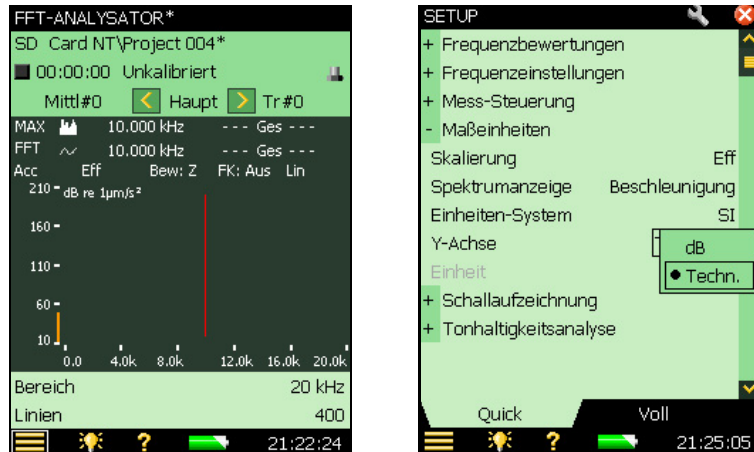 FFT-ANALYSATOR*
SD Card NT\Project 004*
00:00:00 Unkalibriert
Mittl#0 < Haupt > Tr#0
MAX 10.000 kHz --- Ges ---
FFT 10.000 kHz --- Ges ---
Acc Eff Bew: Z FK: Aus Lin
210 dB re 1µm/s²
160
110
60
10
0.0 4.0k 8.0k 12.0k 16.0k 20.0k
Bereich 20 kHz
Linien 400
? 21:22:24
SETUP
+ Frequenzbewertungen
+ Frequenzeinstellungen
+ Mess-Steuerung
- Maßeinheiten
Skalierung Eff
Spektrumanzeige Beschleunigung
Einheiten-System SI
Y-Achse
dB
Einheit
Techn.
+ Schallaufzeichnung
+ Tonhaltigkeitsanalyse
Quick Voll
? 21:25:05